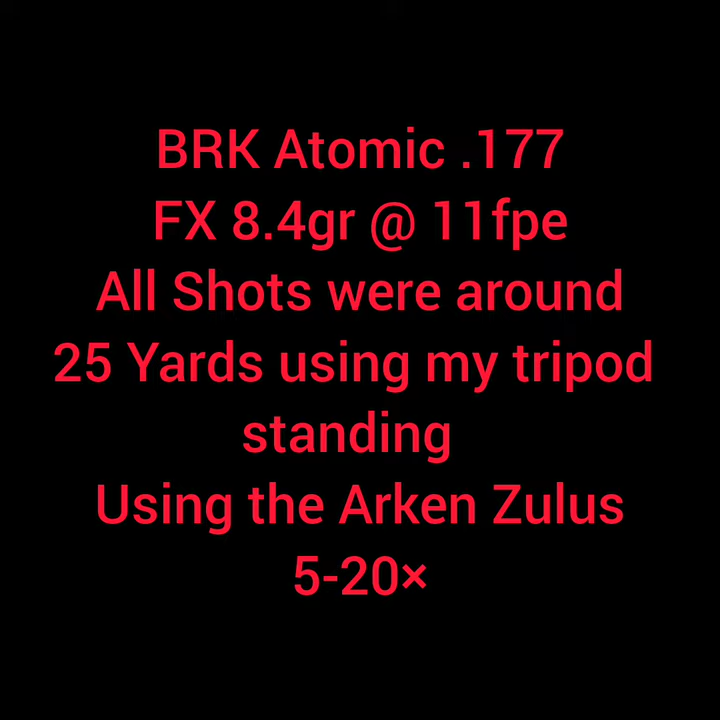 BRK Atomic .177
FX 8.4gr @ 11fpe
All Shots were around
25 Yards using my tripod
standing
Using the Arken Zulus
5-20×